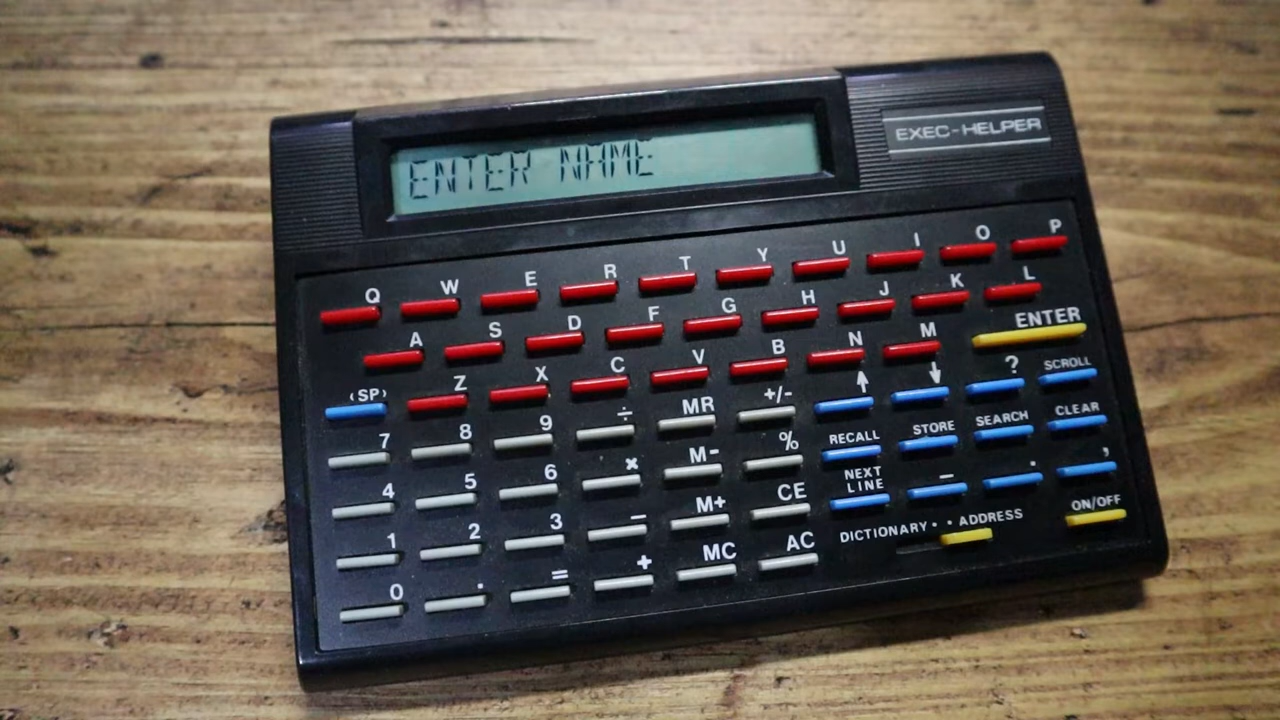 EXEC-HELPER
ENTER NAME
Q W E R T Y U I O P
A S D F G H J K L
ENTER
(SP) Z X C V B N M ↑ ↓ ? SCROLL
7 8 9 ÷ MR +/- RECALL STORE SEARCH CLEAR
4 5 6 × M- % NEXT LINE - . ,
1 2 3 - M+ CE
DICTIONARY • • ADDRESS ON/OFF
0 . = + MC AC